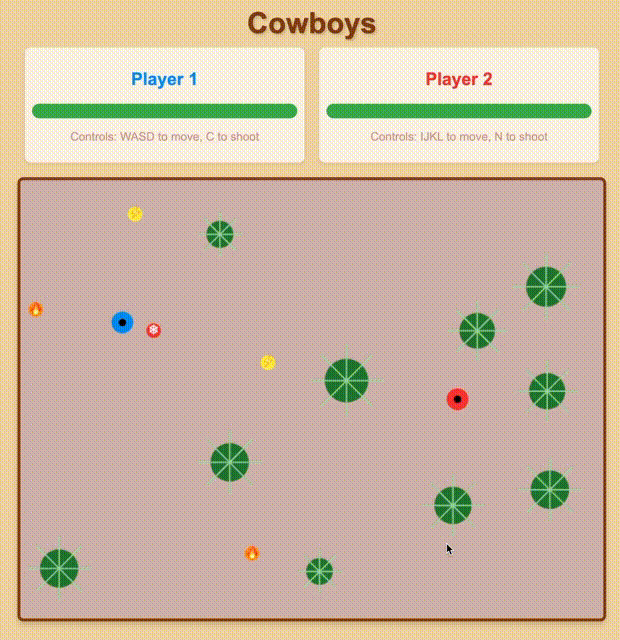 Cowboys
Player 1
Controls: WASD to move, C to shoot
Player 2
Controls: IJKL to move, N to shoot